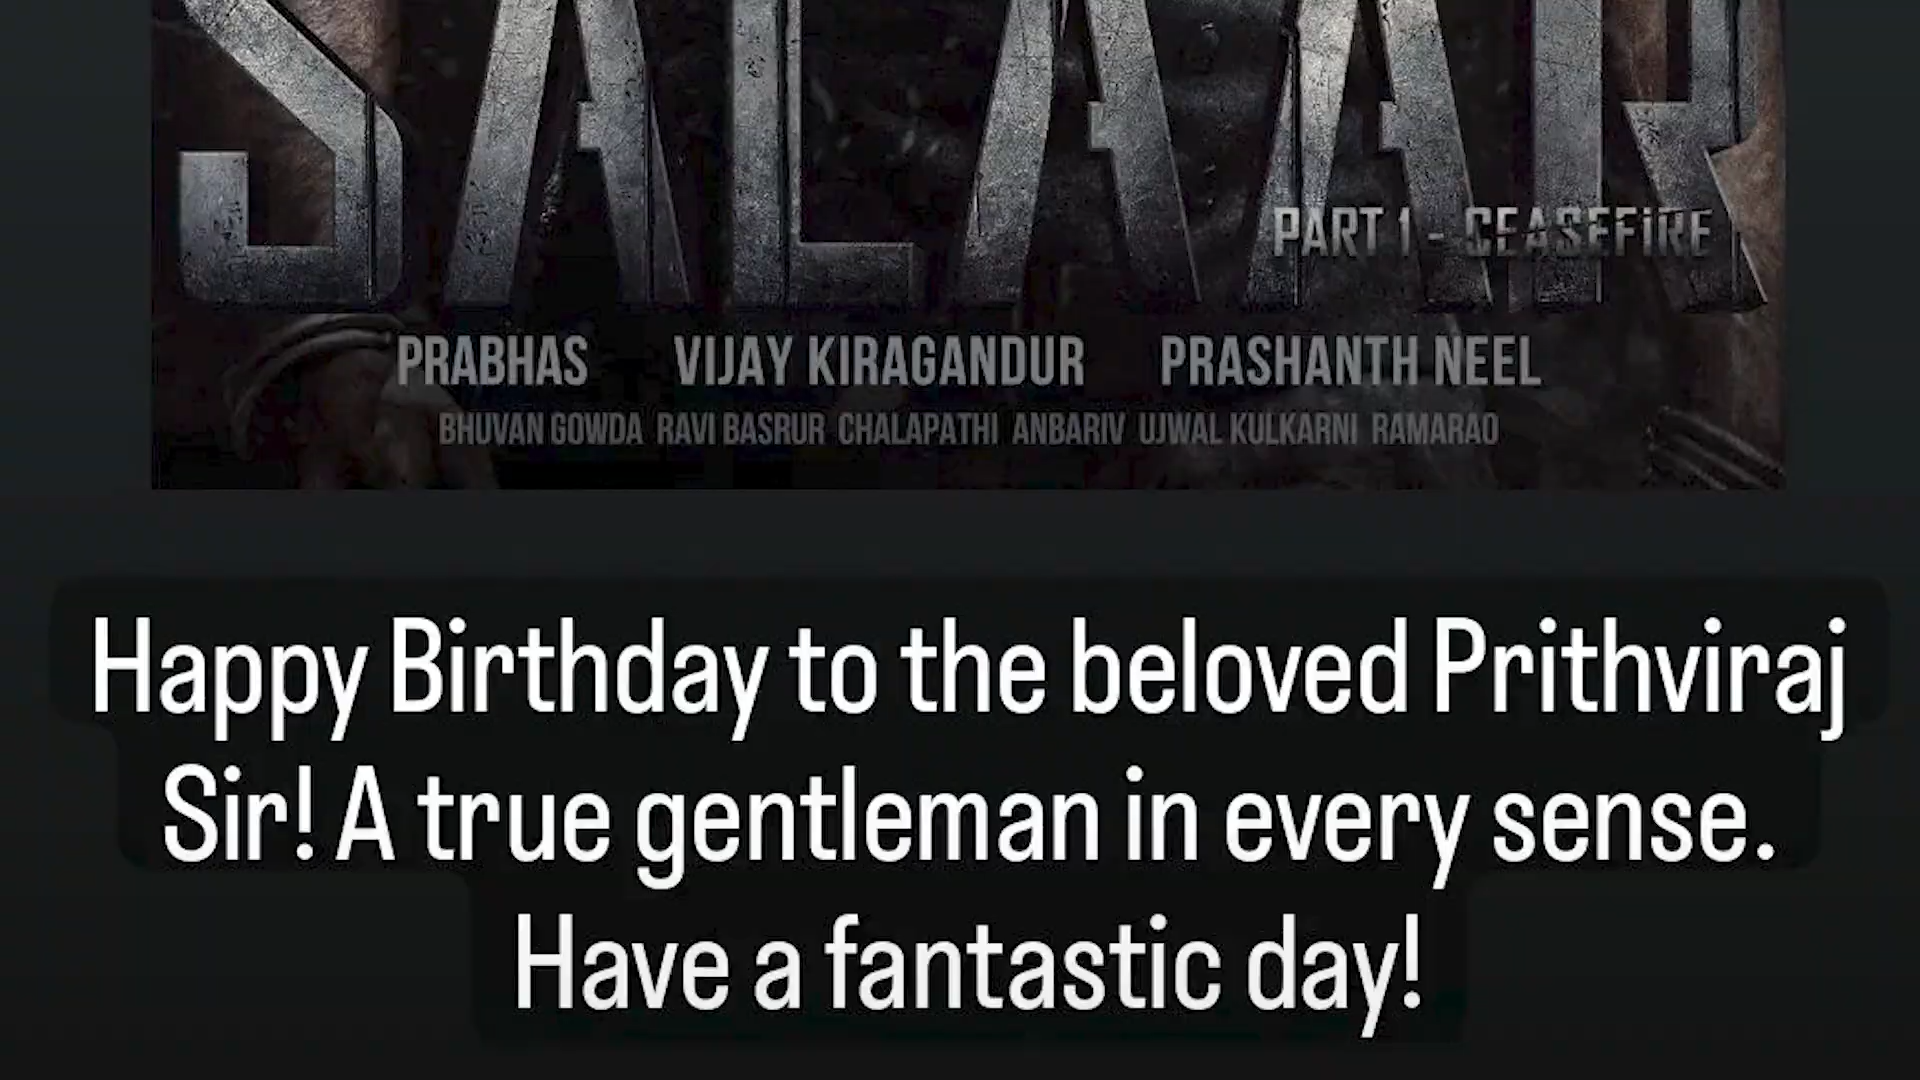 SALAAR
PART 1 - CEASEFIRE
PRABHAS VIJAY KIRAGANDUR PRASHANTH NEEL
BHUVAN GOWDA RAVI BASRUR CHALAPATHI ANBARIV UJWAL KULKARNI RAMARAO
Happy Birthday to the beloved Prithviraj
Sir! A true gentleman in every sense.
Have a fantastic day!